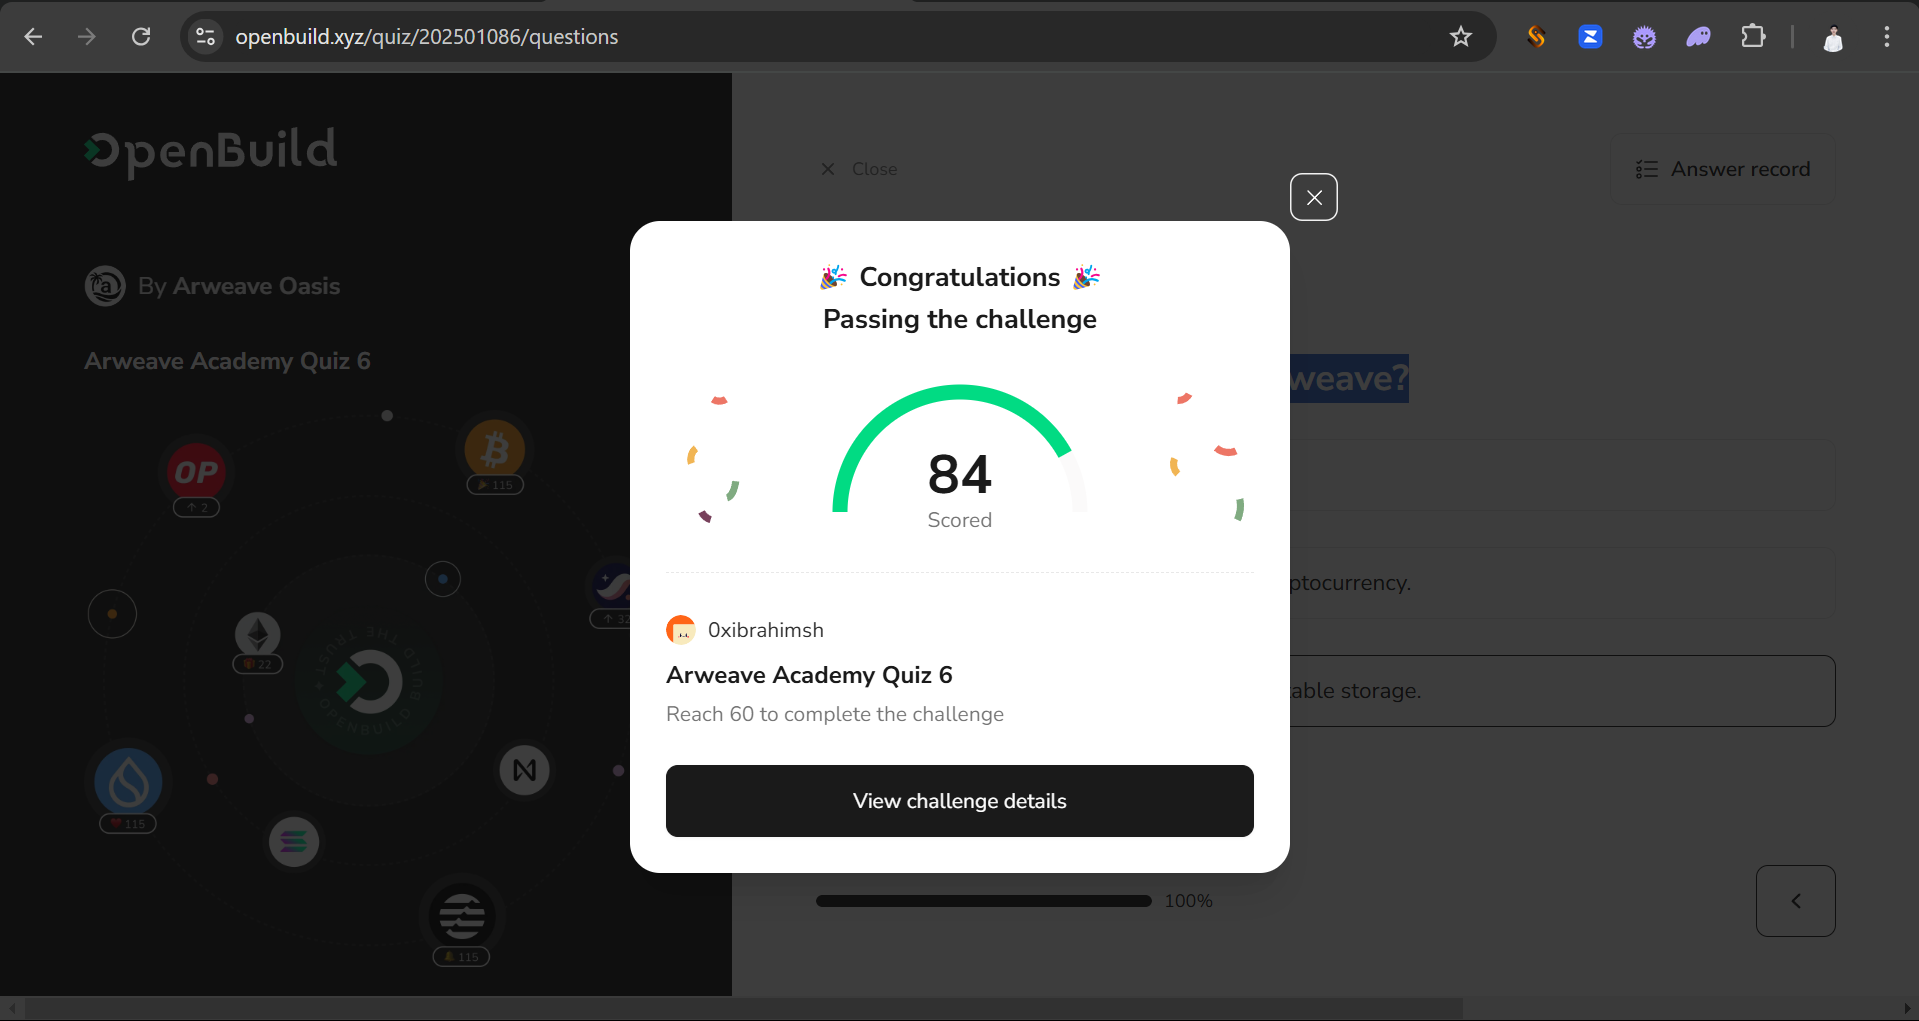 openbuild.xyz/quiz/202501086/questions
OpenBuild
By Arweave Oasis
Arweave Academy Quiz 6
OP
2
115
22
32
BUILD THE TRUST
OPENBUILD
115
115
Close
Answer record
weave?
ptocurrency.
able storage.
100%
🎉 Congratulations 🎉
Passing the challenge
84
Scored
0xibrahimsh
Arweave Academy Quiz 6
Reach 60 to complete the challenge
View challenge details